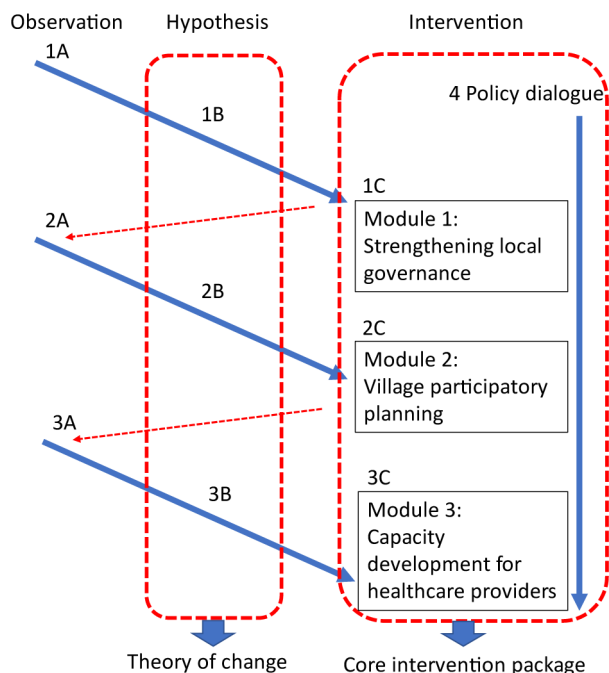 Observation
Hypothesis
Intervention
1A
4 Policy dialogue
1B
1C
Module 1:
Strengthening local
governance
2A
2B
2C
Module 2:
Village participatory
planning
3A
3B
3C
Module 3:
Capacity
development for
healthcare providers
Theory of change
Core intervention package